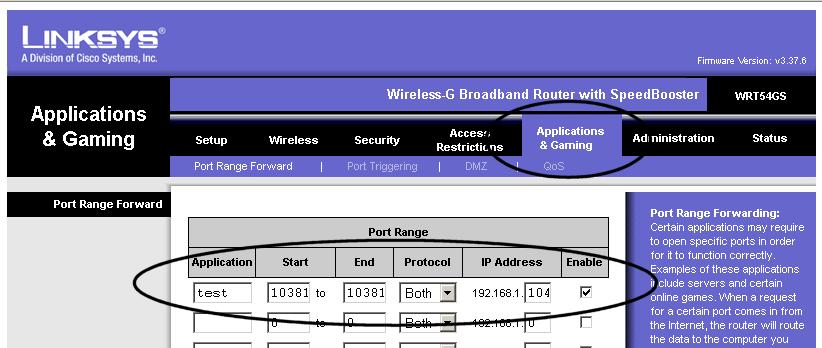 LINKSYS®
A Division of Cisco Systems, Inc.
Firmware Version: v3.37.6
Wireless-G Broadband Router with SpeedBooster WRT54GS
Applications
& Gaming
Setup Wireless Security Access Restrictions Applications & Gaming Administration Status
Port Range Forward | Port Triggering | DMZ | QoS
Port Range Forward
Port Range
Application Start End Protocol IP Address Enable
test 10381 to 10381 Both 192.168.1. 104
0 to 0 Both 192.168.1. 0
Port Range Forwarding:
Certain applications may require
to open specific ports in order
for it to function correctly.
Examples of these applications
include servers and certain
online games. When a request
for a certain port comes in from
the Internet, the router will route
the data to the computer you